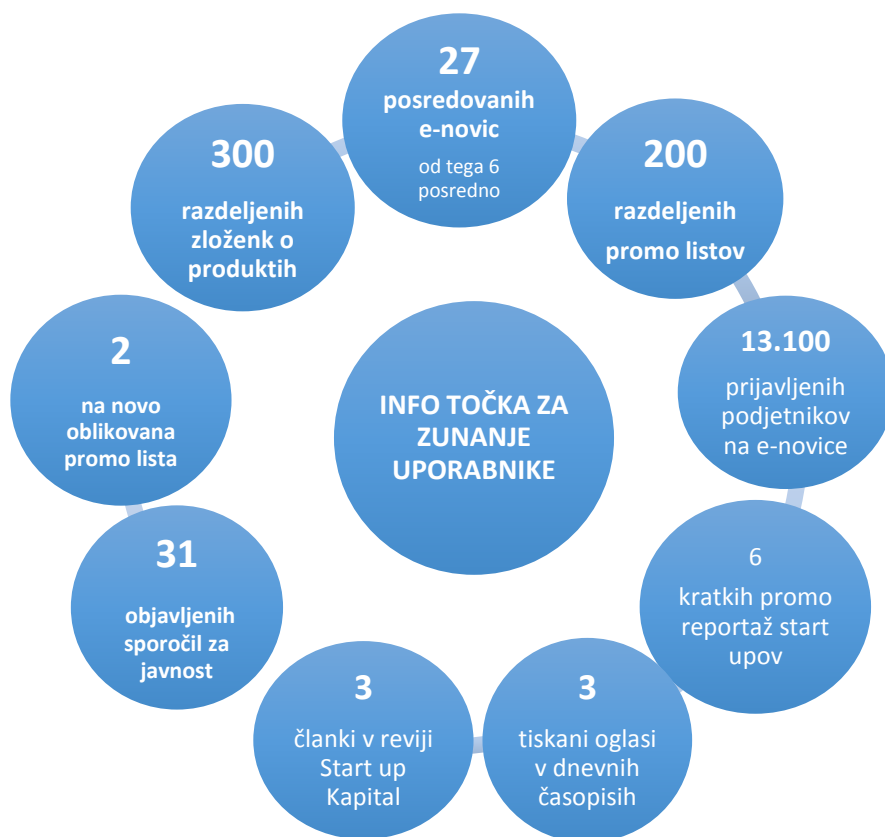 27
posredovanih
e-novic
od tega 6
posredno
200
razdeljenih
promo listov
13.100
prijavljenih
podjetnikov
na e-novice
6
kratkih promo
reportaž start
upov
3
tiskani oglasi
v dnevnih
časopisih
3
članki v reviji
Start up
Kapital
31
objavljenih
sporočil za
javnost
2
na novo
oblikovana
promo lista
300
razdeljenih
zloženk o
produktih
INFO TOČKA ZA
ZUNANJE
UPORABNIKE